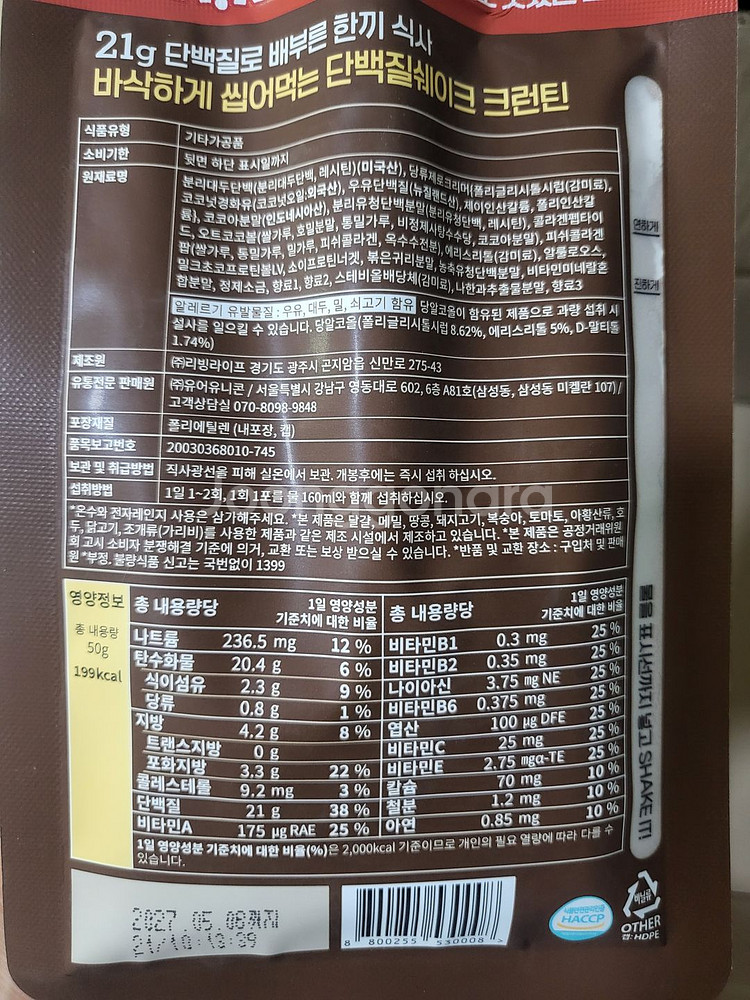 21g 단백질로 배부른 한끼 식사
바삭하게 씹어먹는 단백질쉐이크 크런틴
식품유형 기타가공품
소비기한 뒷면 하단 표시일까지
원재료명 분리대두단백(분리대두단백, 레시틴)(미국산), 당류제로크리머(폴리글리시톨시럽(감미료),
코코넛경화유(코코넛오일:외국산), 우유단백질(뉴질랜드산), 제이인산칼륨, 폴리인산칼
륨), 코코아분말(인도네시아산), 분리유청단백분말(분리유청단백, 레시틴), 콜라겐펩타이
드, 오트코코볼(쌀가루, 호밀분말, 통밀가루, 비정제사탕수수당, 코코아분말), 피쉬콜라겐
팝(쌀가루, 통밀가루, 밀가루, 피쉬콜라겐, 옥수수전분), 에리스리톨(감미료), 알룰로오스,
밀크초코프로틴볼LV, 소이프로틴너겟, 볶은귀리분말, 농축유청단백분말, 비타민미네랄혼
합분말, 정제소금, 향료1, 향료2, 스테비올배당체(감미료), 나한과추출물분말, 향료3
알레르기 유발물질 : 우유, 대두, 밀, 쇠고기 함유 당알코올이 함유된 제품으로 과량 섭취 시
설사를 일으킬 수 있습니다. 당알코올(폴리글리시톨시럽 8.62%, 에리스리톨 5%, D-말티톨
1.74%)
제조원 ㈜리빙라이프 경기도 광주시 곤지암읍 신만로 275-43
유통전문 판매원 ㈜유어유니콘 / 서울특별시 강남구 영동대로 602, 6층 A81호(삼성동, 삼성동 미켈란 107) /
고객상담실 070-8098-9848
포장재질 폴리에틸렌 (내포장, 캡)
품목보고번호 20030368010-745
보관 및 취급방법 직사광선을 피해 실온에서 보관. 개봉후에는 즉시 섭취 하십시오.
섭취방법 1일 1~2회, 1회 1포를 물 160ml와 함께 섭취하십시오.
*온수와 전자레인지 사용은 삼가해주세요. *본 제품은 달걀, 메밀, 땅콩, 돼지고기, 복숭아, 토마토, 아황산류, 호
두, 닭고기, 조개류(가리비)를 사용한 제품과 같은 제조 시설에서 제조하고 있습니다. *본 제품은 공정거래위원
회 고시 소비자 분쟁해결 기준에 의거, 교환 또는 보상 받으실 수 있습니다. *반품 및 교환 장소 : 구입처 및 판매
원 *부정. 불량식품 신고는 국번없이 1399
영양정보
총 내용량
50g
199kcal
총 내용량당 1일 영양성분
기준치에 대한 비율
나트륨 236.5 mg 12 %
탄수화물 20.4 g 6 %
식이섬유 2.3 g 9 %
당류 0.8 g 1 %
지방 4.2 g 8 %
트랜스지방 0 g
포화지방 3.3 g 22 %
콜레스테롤 9.2 mg 3 %
단백질 21 g 38 %
비타민A 175 µg RAE 25 %
총 내용량당 1일 영양성분
기준치에 대한 비율
비타민B1 0.3 mg 25 %
비타민B2 0.35 mg 25 %
나이아신 3.75 mg NE 25 %
비타민B6 0.375 mg 25 %
엽산 100 µg DFE 25 %
비타민C 25 mg 25 %
비타민E 2.75 mgα-TE 25 %
칼슘 70 mg 10 %
철분 1.2 mg 10 %
아연 0.85 mg 10 %
1일 영양성분 기준치에 대한 비율(%)은 2,000kcal 기준이므로 개인의 필요 열량에 따라 다를 수
있습니다.
연하게
진하게
물을 표시선까지 넣고 SHAKE IT!
2027.05.08까지
8 800255 530008 >
HACCP
비닐류
OTHER
캡: HDPE